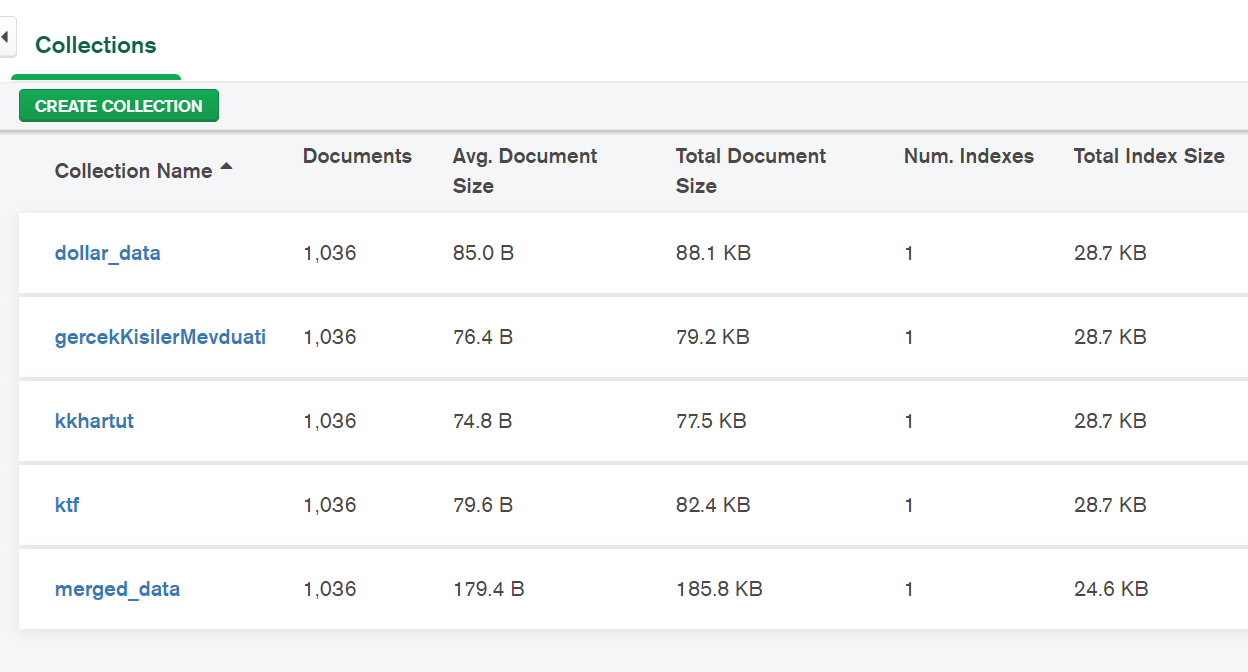 Collections
CREATE COLLECTION
Collection Name Documents Avg. Document Size Total Document Size Num. Indexes Total Index Size
dollar_data 1,036 85.0 B 88.1 KB 1 28.7 KB
gercekKisilerMevduati 1,036 76.4 B 79.2 KB 1 28.7 KB
kkhartut 1,036 74.8 B 77.5 KB 1 28.7 KB
ktf 1,036 79.6 B 82.4 KB 1 28.7 KB
merged_data 1,036 179.4 B 185.8 KB 1 24.6 KB